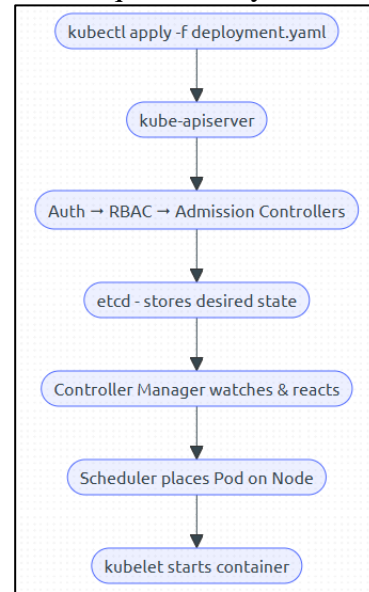 kubectl apply -f deployment.yaml
kube-apiserver
Auth → RBAC → Admission Controllers
etcd - stores desired state
Controller Manager watches & reacts
Scheduler places Pod on Node
kubelet starts container